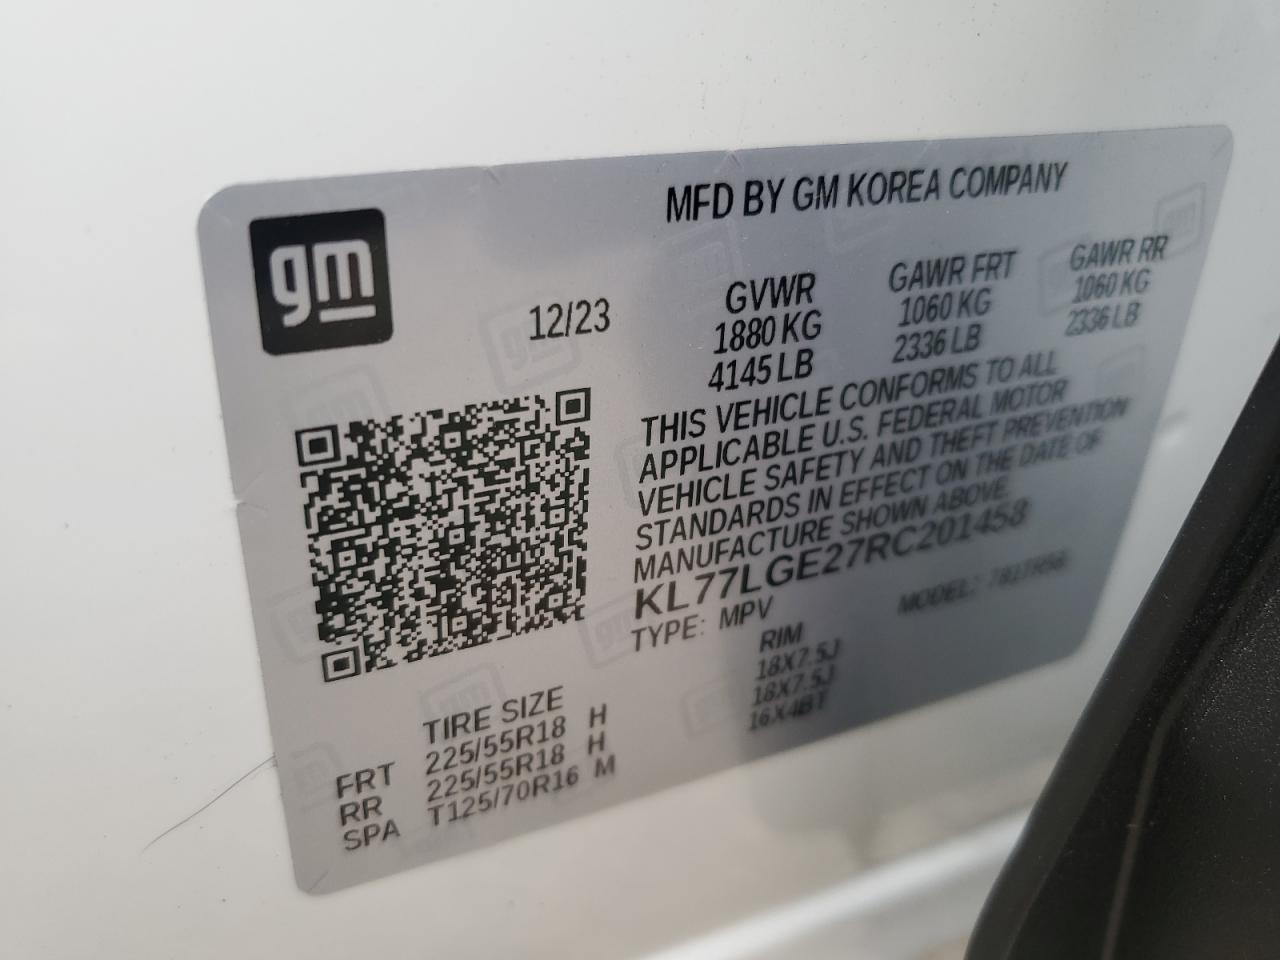 gm
MFD BY GM KOREA COMPANY
12/23
GVWR
1880 KG
4145 LB
GAWR FRT
1060 KG
2336 LB
GAWR RR
1060 KG
2336 LB
THIS VEHICLE CONFORMS TO ALL
APPLICABLE U.S. FEDERAL MOTOR
VEHICLE SAFETY AND THEFT PREVENTION
STANDARDS IN EFFECT ON THE DATE OF
MANUFACTURE SHOWN ABOVE.
KL77LGE27RC201458
TYPE: MPV
MODEL:
TIRE SIZE
RIM
FRT 225/55R18 H 18X7.5J
RR 225/55R18 H 18X7.5J
SPA T125/70R16 M 16X4BT